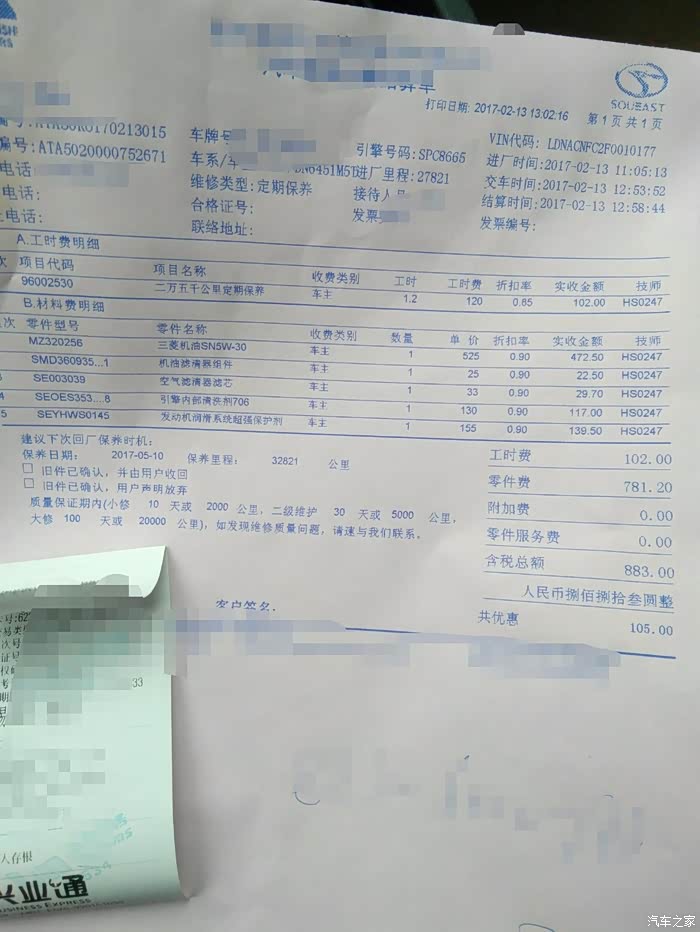 SOUEAST
打印日期: 2017-02-13 13:02:16 第1页 共1页
VIN代码: LDNACNFC2F0010177
编号: ATA5020000752671
车牌号
引擎号码: SPC8665
进厂时间: 2017-02-13 11:05:13
进厂里程: 27821
交车时间: 2017-02-13 12:53:52
电话
维修类型: 定期保养
接待人
结算时间: 2017-02-13 12:58:44
电话:
合格证号:
发票
发票编号:
电话:
联络地址:
A.工时费明细
项目代码 项目名称 收费类别 工时 工时费 折扣率 实收金额 技师
96002530 二万五千公里定期保养 车主 1.2 120 0.85 102.00 HS0247
B.材料费明细
零件型号 零件名称 收费类别 数量 单 价 折扣率 实收金额 技师
MZ320256 三菱机油SN5W-30 车主 1 525 0.90 472.50 HS0247
SMD360935...1 机油滤清器组件 车主 1 25 0.90 22.50 HS0247
SE003039 空气滤清器滤芯 车主 1 33 0.90 29.70 HS0247
SEOES353...8 引擎内部清洗剂706 车主 1 130 0.90 117.00 HS0247
5 SEYHWS0145 发动机润滑系统超强保护剂 车主 1 155 0.90 139.50 HS0247
建议下次回厂保养时机:
保养日期: 2017-05-10 保养里程: 32821 公里
旧件已确认，并由用户收回
旧件已确认，用户声明放弃
质量保证期内(小修 10 天或 2000 公里，二级维护 30 天或 5000 公里，
大修 100 天或 20000 公里)，如发现维修质量问题，请速与我们联系。
工时费 102.00
零件费 781.20
附加费 0.00
零件服务费 0.00
含税总额 883.00
人民币捌佰捌拾叁圆整
共优惠 105.00
客户签名
33
人存根
兴业通
BUSINESS EXPRESS
汽车之家